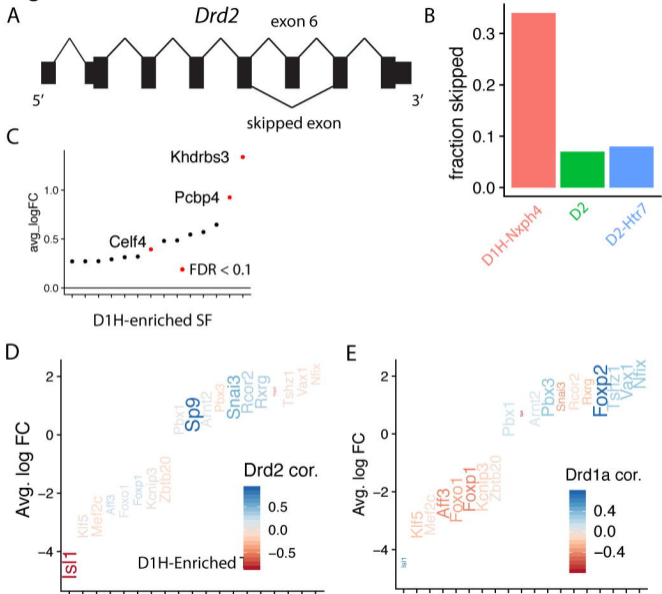 A
Drd2
exon 6
5′
3′
skipped exon
B
fraction skipped
0.3
0.2
0.1
0.0
D1H-Nxph4
D2
D2-Htr7
C
avg_logFC
1.0
0.5
0.0
Khdrbs3
Pcbp4
Celf4
FDR < 0.1
D1H-enriched SF
D
Avg. log FC
2
0
−2
−4
Isl1
Klf5
Mef2c
Aff3
Foxo1
Foxp1
Kcnip3
Zbtb20
Pbx1
Sp9
Arnt2
Pbx3
Snai3
Rcor2
Rxrg
Tshz1
Vax1
Nfix
Drd2 cor.
0.5
0.0
−0.5
D1H-Enriched
E
Avg. log FC
2
0
−2
−4
Isl1
Klf5
Mef2c
Aff3
Foxo1
Foxp1
Kcnip3
Zbtb20
Pbx1
Arnt2
Pbx3
Snai3
Rcor2
Rxrg
Foxp2
Tshz1
Vax1
Nfix
Drd1a cor.
0.4
0.0
−0.4